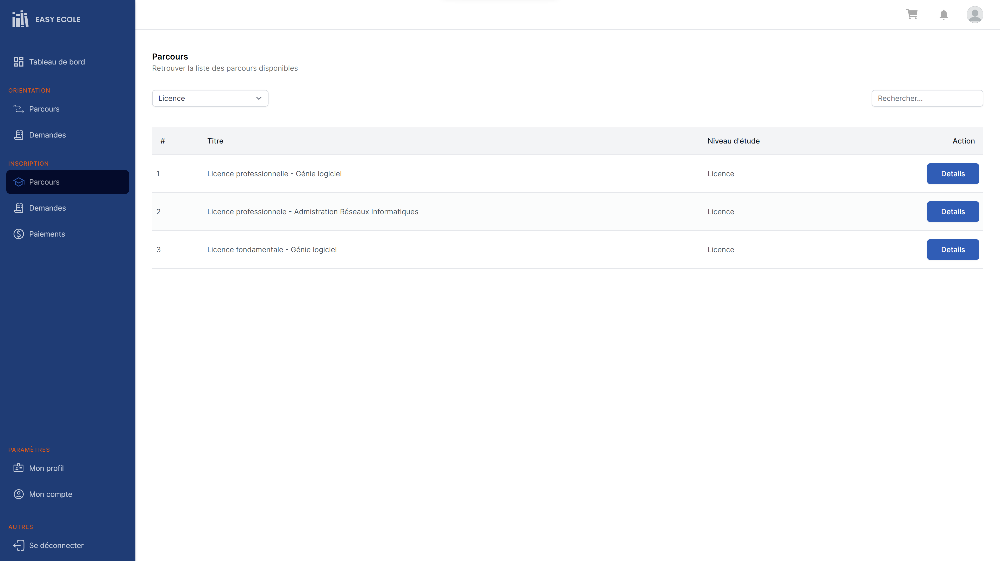 EASY ECOLE
Tableau de bord
ORIENTATION
Parcours
Demandes
INSCRIPTION
Parcours
Demandes
Paiements
PARAMÈTRES
Mon profil
Mon compte
AUTRES
Se déconnecter
Parcours
Retrouver la liste des parcours disponibles
Licence
Rechercher...
# Titre Niveau d'étude Action
1 Licence professionnelle - Génie logiciel Licence Details
2 Licence professionnele - Admistration Réseaux Informatiques Licence Details
3 Licence fondamentale - Génie logiciel Licence Details